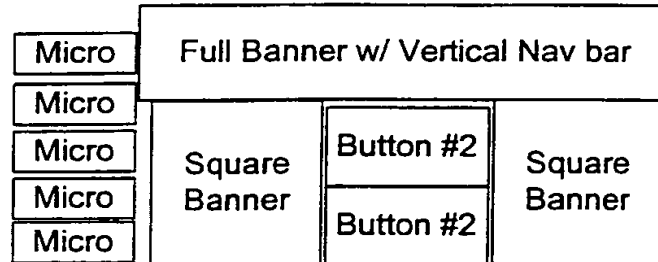 Micro
Full Banner w/ Vertical Nav bar
Micro
Micro
Micro
Micro
Square
Banner
Button #2
Button #2
Square
Banner